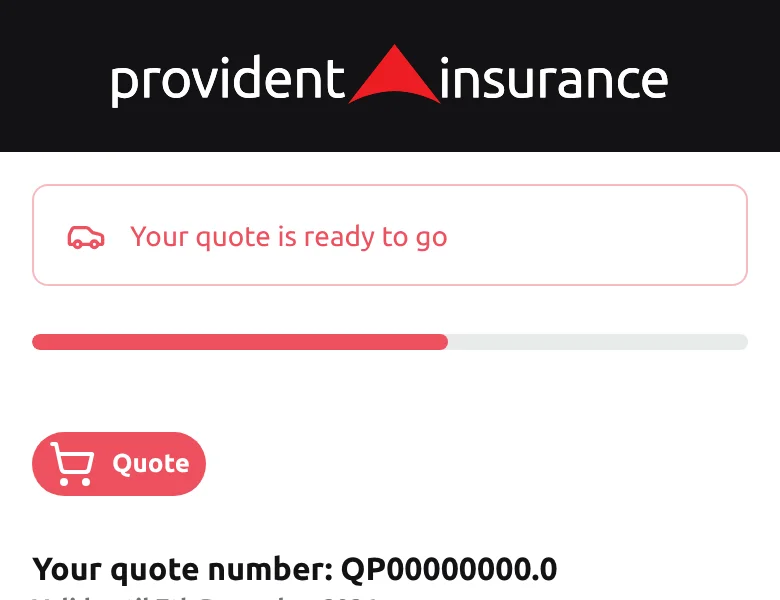 provident insurance
Your quote is ready to go
Quote
Your quote number: QP00000000.0